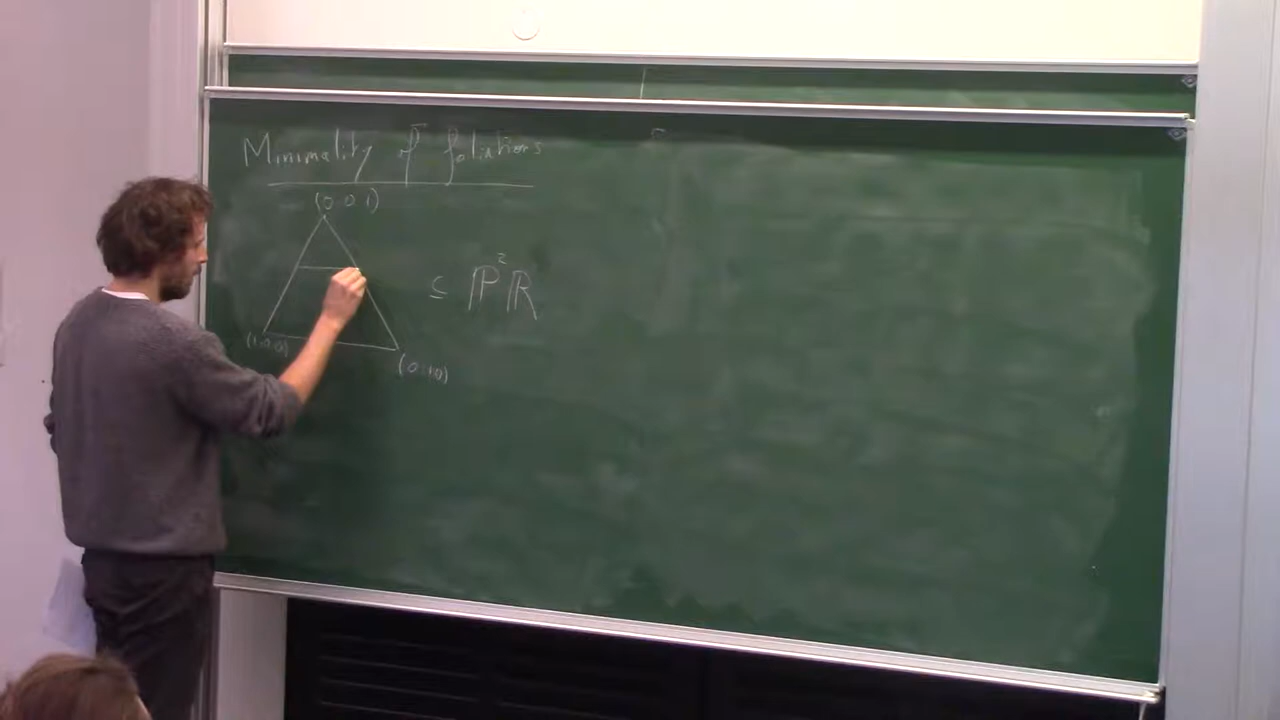 Minimality of foliations
(0 0 1)
⊆ P²R
(1,0,0)
(0,1,0)